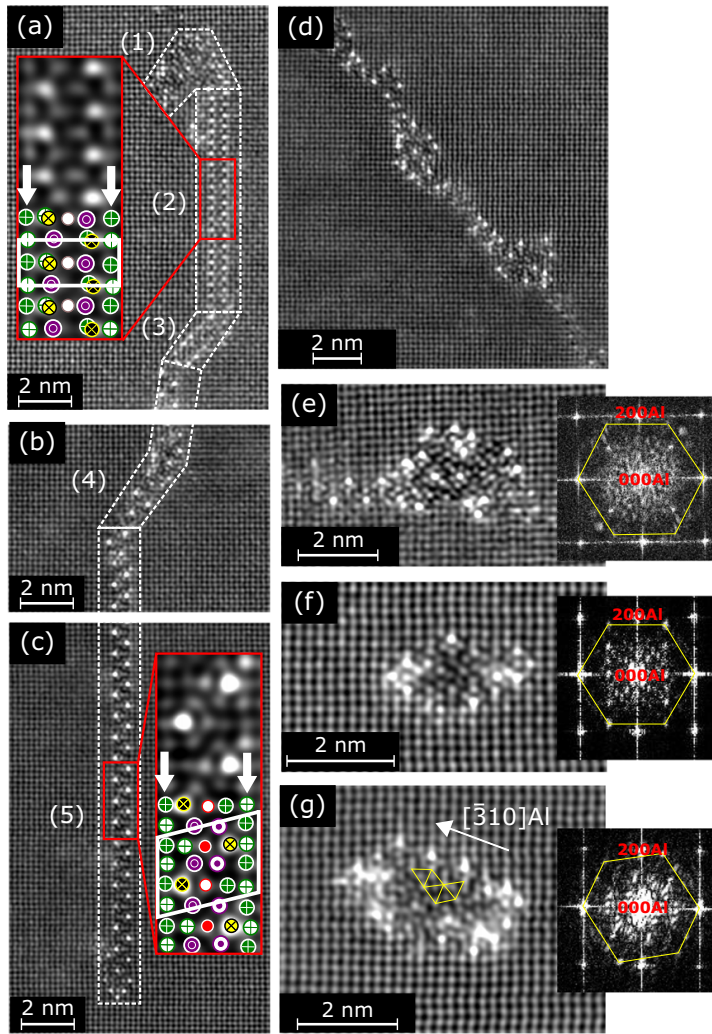 (a)
(1)
(2)
(3)
2 nm
(b)
(4)
2 nm
(c)
(5)
2 nm
(d)
2 nm
(e)
2 nm
200Al
000Al
(f)
2 nm
200Al
000Al
(g)
[3̄10]Al
2 nm
200Al
000Al